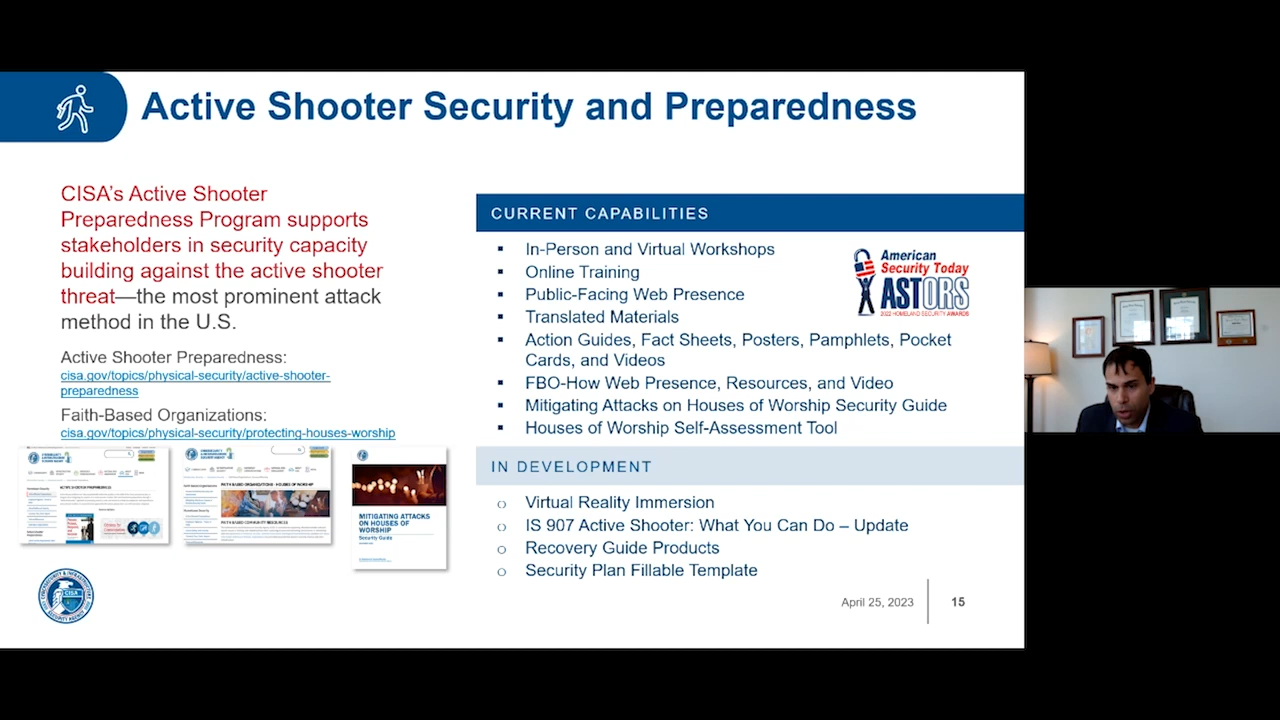 Active Shooter Security and Preparedness
CISA's Active Shooter
Preparedness Program supports
stakeholders in security capacity
building against the active shooter
threat—the most prominent attack
method in the U.S.
Active Shooter Preparedness:
cisa.gov/topics/physical-security/active-shooter-
preparedness
Faith-Based Organizations:
cisa.gov/topics/physical-security/protecting-houses-worship
MITIGATING ATTACKS
ON HOUSES OF
WORSHIP
Security Guide
CISA
CURRENT CAPABILITIES
▪ In-Person and Virtual Workshops
▪ Online Training
▪ Public-Facing Web Presence
▪ Translated Materials
▪ Action Guides, Fact Sheets, Posters, Pamphlets, Pocket
Cards, and Videos
▪ FBO-How Web Presence, Resources, and Video
▪ Mitigating Attacks on Houses of Worship Security Guide
▪ Houses of Worship Self-Assessment Tool
American
Security Today
ASTORS
2022 HOMELAND SECURITY AWARDS
IN DEVELOPMENT
o Virtual Reality Immersion
o IS 907 Active Shooter: What You Can Do – Update
o Recovery Guide Products
o Security Plan Fillable Template
April 25, 2023
15